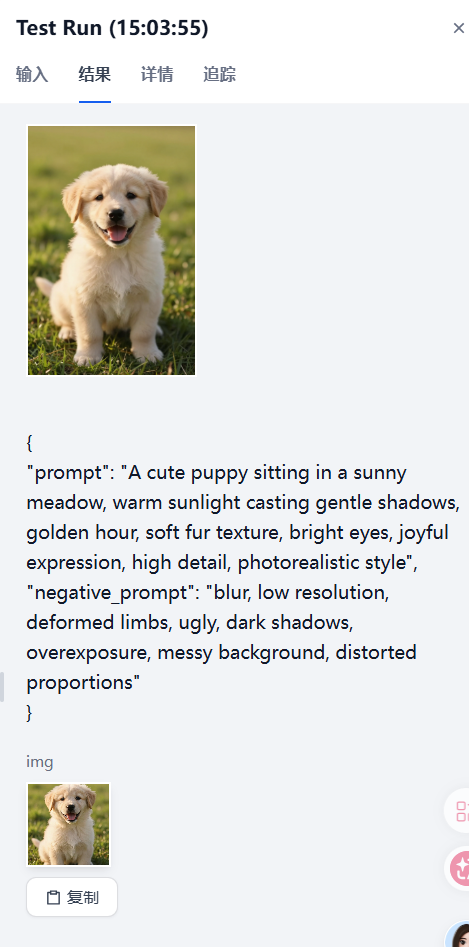 Test Run (15:03:55)
输入 结果 详情 追踪
{
"prompt": "A cute puppy sitting in a sunny
meadow, warm sunlight casting gentle shadows,
golden hour, soft fur texture, bright eyes, joyful
expression, high detail, photorealistic style",
"negative_prompt": "blur, low resolution,
deformed limbs, ugly, dark shadows,
overexposure, messy background, distorted
proportions"
}
img
复制